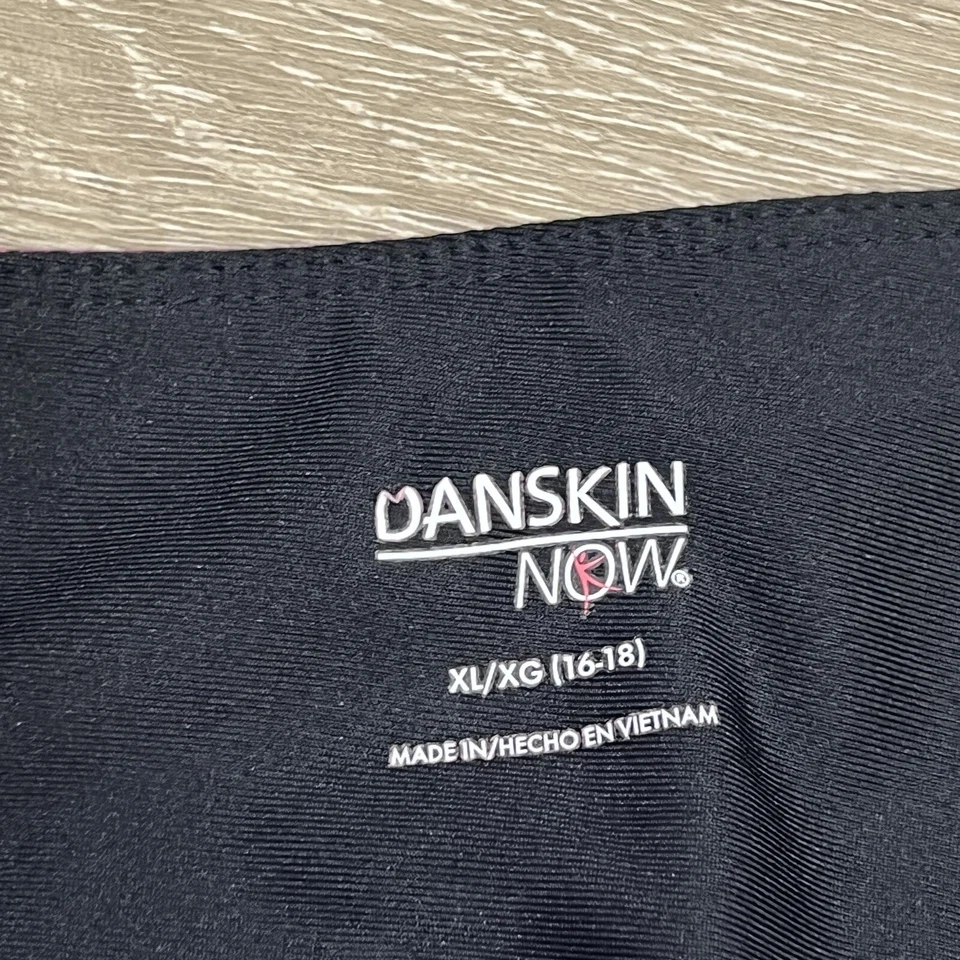 DANSKIN
NOW®
XL/XG (16-18)
MADE IN/HECHO EN VIETNAM